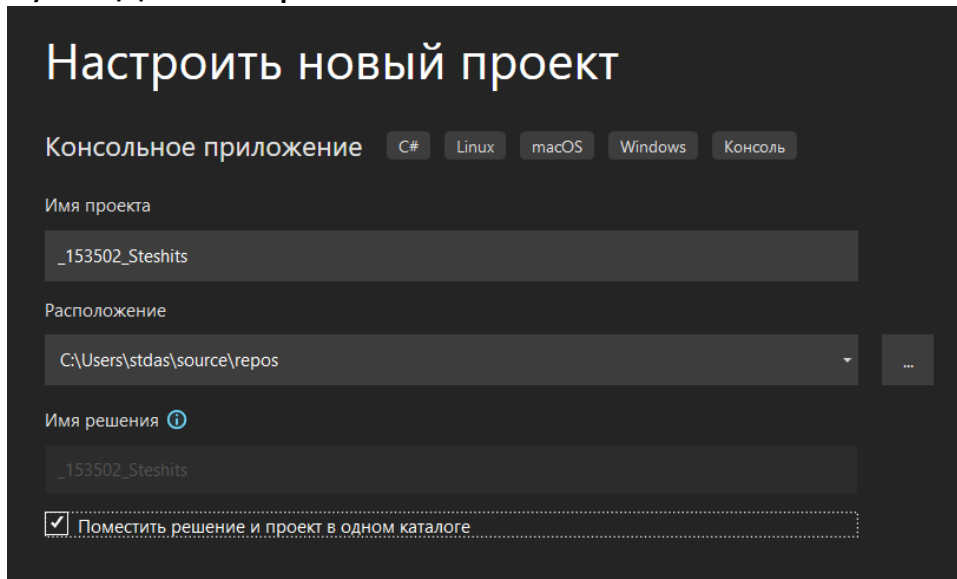 Настроить новый проект
Консольное приложение C# Linux macOS Windows Консоль
Имя проекта
_153502_Steshits
Расположение
C:\Users\stdas\source\repos
...
Имя решения
_153502_Steshits
Поместить решение и проект в одном каталоге